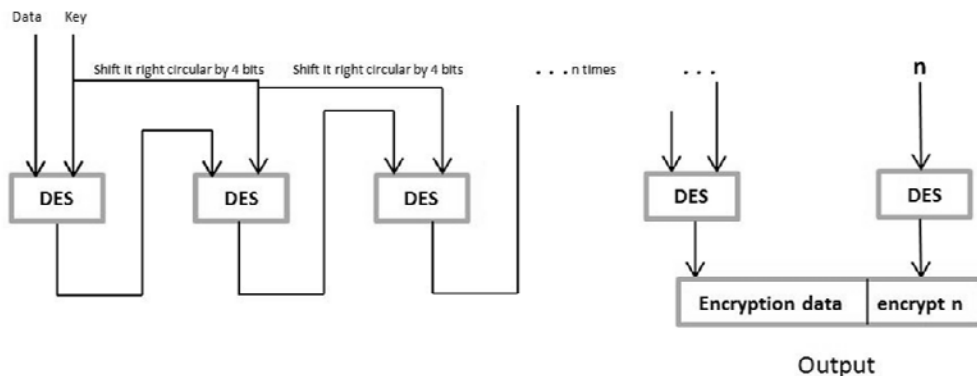 Data Key
Shift it right circular by 4 bits
Shift it right circular by 4 bits
. . . n times
. . .
n
DES
DES
DES
DES
DES
Encryption data
encrypt n
Output